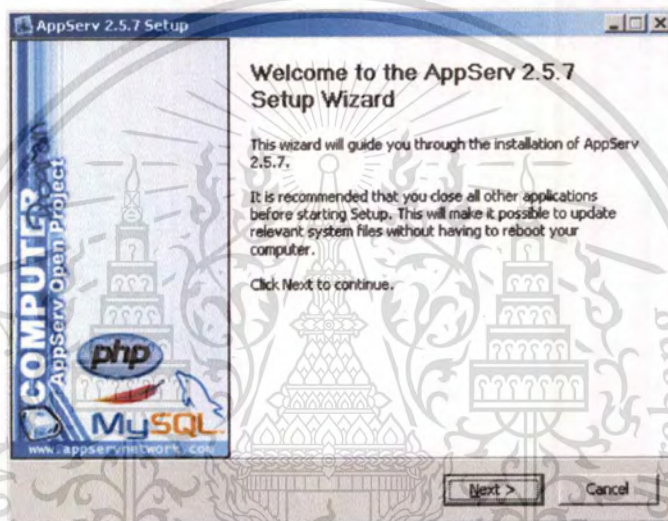 AppServ 2.5.7 Setup
Welcome to the AppServ 2.5.7
Setup Wizard
This wizard will guide you through the installation of AppServ
2.5.7.
It is recommended that you close all other applications
before starting Setup. This will make it possible to update
relevant system files without having to reboot your
computer.
Click Next to continue.
COMPUTER
AppServ Open Project
php
MySQL
www.appservnetwork.com
Next >
Cancel